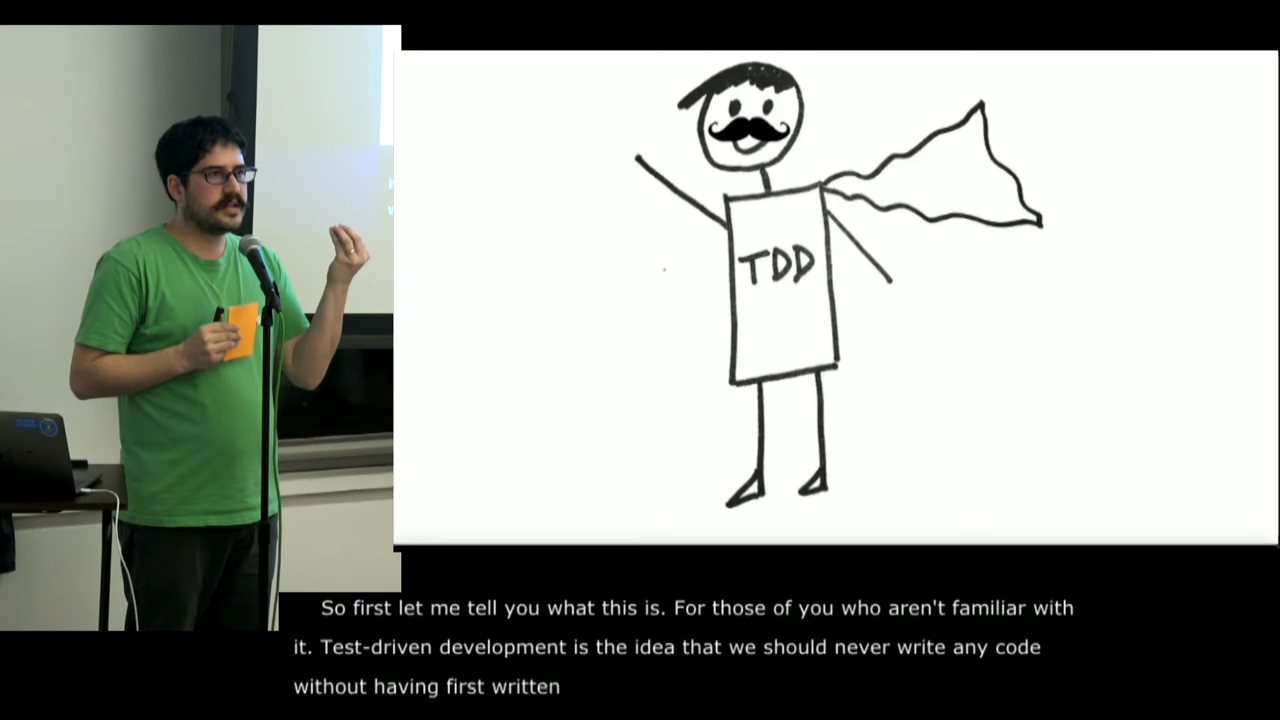 TDD
So first let me tell you what this is. For those of you who aren't familiar with
it. Test-driven development is the idea that we should never write any code
without having first written